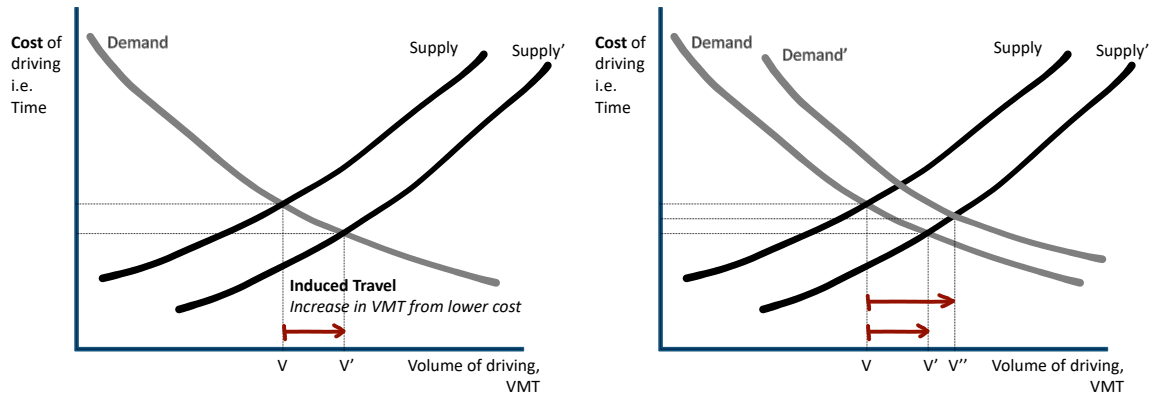 Cost of
driving
i.e.
Time
Demand
Supply
Supply’
Induced Travel
Increase in VMT from lower cost
V
V’
Volume of driving,
VMT
Cost of
driving
i.e.
Time
Demand
Demand’
Supply
Supply’
V
V’
V’’
Volume of driving,
VMT